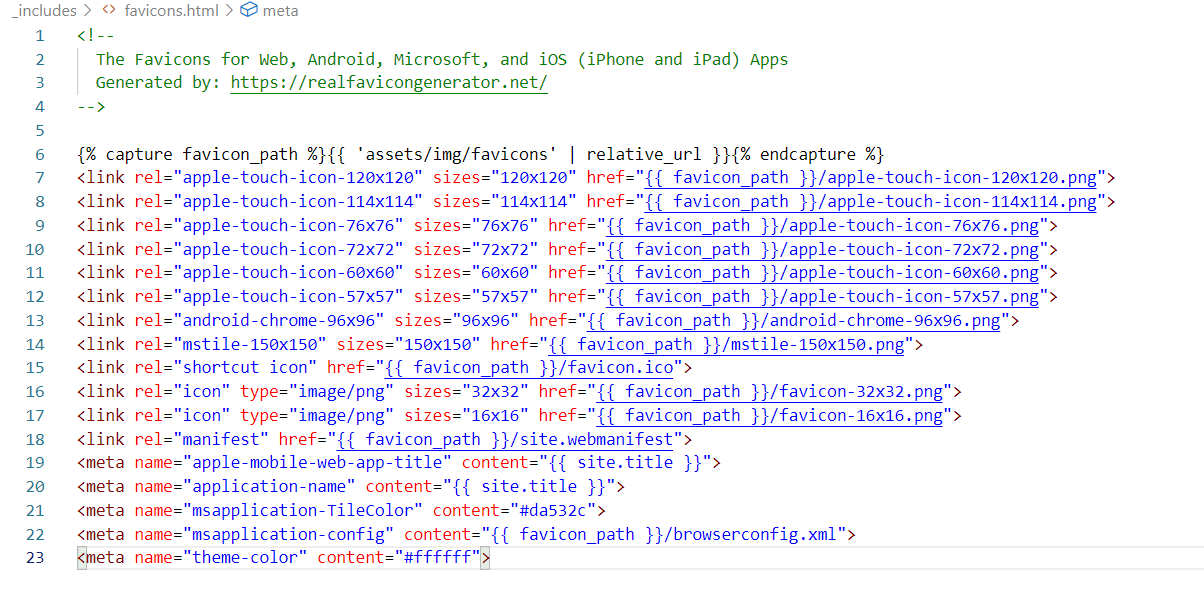 _includes > <> favicons.html > meta
1 <!--
2 The Favicons for Web, Android, Microsoft, and iOS (iPhone and iPad) Apps
3 Generated by: https://realfavicongenerator.net/
4 -->
5
6 {% capture favicon_path %}{{ 'assets/img/favicons' | relative_url }}{% endcapture %}
7 <link rel="apple-touch-icon-120x120" sizes="120x120" href="{{ favicon_path }}/apple-touch-icon-120x120.png">
8 <link rel="apple-touch-icon-114x114" sizes="114x114" href="{{ favicon_path }}/apple-touch-icon-114x114.png">
9 <link rel="apple-touch-icon-76x76" sizes="76x76" href="{{ favicon_path }}/apple-touch-icon-76x76.png">
10 <link rel="apple-touch-icon-72x72" sizes="72x72" href="{{ favicon_path }}/apple-touch-icon-72x72.png">
11 <link rel="apple-touch-icon-60x60" sizes="60x60" href="{{ favicon_path }}/apple-touch-icon-60x60.png">
12 <link rel="apple-touch-icon-57x57" sizes="57x57" href="{{ favicon_path }}/apple-touch-icon-57x57.png">
13 <link rel="android-chrome-96x96" sizes="96x96" href="{{ favicon_path }}/android-chrome-96x96.png">
14 <link rel="mstile-150x150" sizes="150x150" href="{{ favicon_path }}/mstile-150x150.png">
15 <link rel="shortcut icon" href="{{ favicon_path }}/favicon.ico">
16 <link rel="icon" type="image/png" sizes="32x32" href="{{ favicon_path }}/favicon-32x32.png">
17 <link rel="icon" type="image/png" sizes="16x16" href="{{ favicon_path }}/favicon-16x16.png">
18 <link rel="manifest" href="{{ favicon_path }}/site.webmanifest">
19 <meta name="apple-mobile-web-app-title" content="{{ site.title }}">
20 <meta name="application-name" content="{{ site.title }}">
21 <meta name="msapplication-TileColor" content="#da532c">
22 <meta name="msapplication-config" content="{{ favicon_path }}/browserconfig.xml">
23 <meta name="theme-color" content="#ffffff">